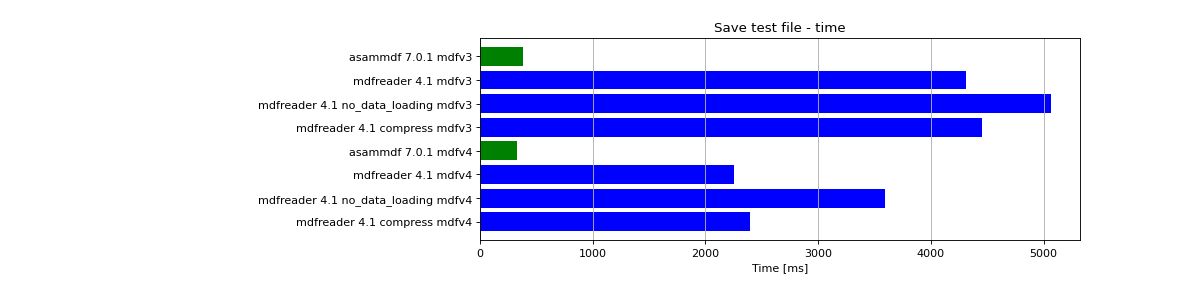 Save test file - time
asammdf 7.0.1 mdfv3
mdfreader 4.1 mdfv3
mdfreader 4.1 no_data_loading mdfv3
mdfreader 4.1 compress mdfv3
asammdf 7.0.1 mdfv4
mdfreader 4.1 mdfv4
mdfreader 4.1 no_data_loading mdfv4
mdfreader 4.1 compress mdfv4
0 1000 2000 3000 4000 5000
Time [ms]